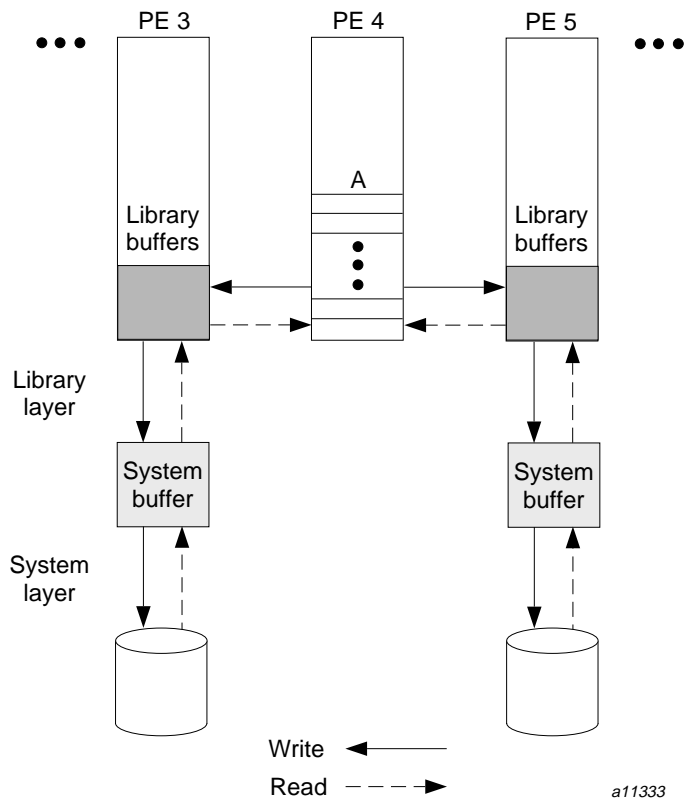 PE 3
PE 4
PE 5
A
Library
buffers
Library
buffers
Library
layer
System
buffer
System
buffer
System
layer
Write
Read
a11333